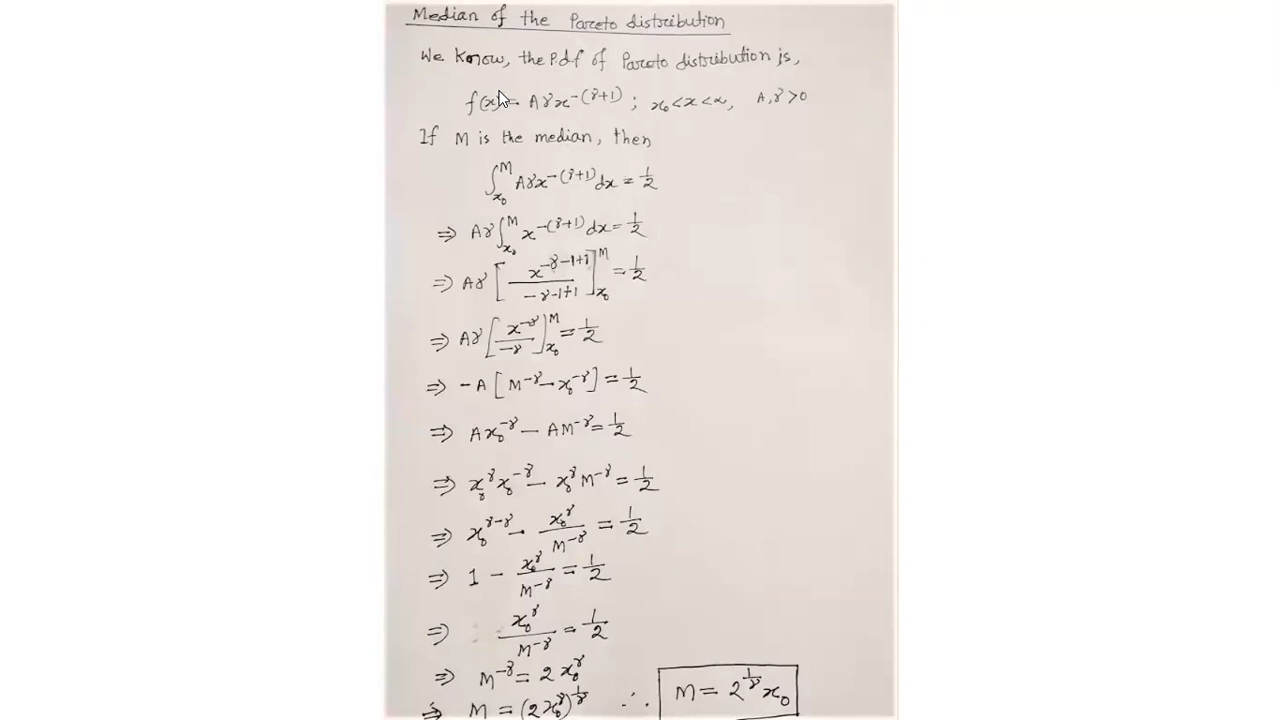 Median of the Pareto distribution
We Know, the P.d.f of Pareto distribution is,
f(x) = Aγx^{-(γ+1)} ; x₀<x<∝, A,γ>0
If M is the median, then
∫_{x₀}^{M} Aγx^{-(γ+1)}dx = 1/2
⇒ Aγ∫_{x₀}^{M} x^{-(γ+1)}dx = 1/2
⇒ Aγ [ x^{-γ-1+1} / -γ-1+1 ]_{x₀}^{M} = 1/2
⇒ Aγ [ x^{-γ} / -γ ]_{x₀}^{M} = 1/2
⇒ -A [ M^{-γ} - x₀^{-γ} ] = 1/2
⇒ Ax₀^{-γ} - AM^{-γ} = 1/2
⇒ x₀^{γ} x₀^{-γ} - x₀^{γ} M^{-γ} = 1/2
⇒ x₀^{γ-γ} - x₀^{γ} / M^{-γ} = 1/2
⇒ 1 - x₀^{γ} / M^{-γ} = 1/2
⇒ x₀^{γ} / M^{-γ} = 1/2
⇒ M^{-γ} = 2 x₀^{γ}
⇒ M = (2x₀^{γ})^{1/γ} ∴ M = 2^{1/γ} x₀